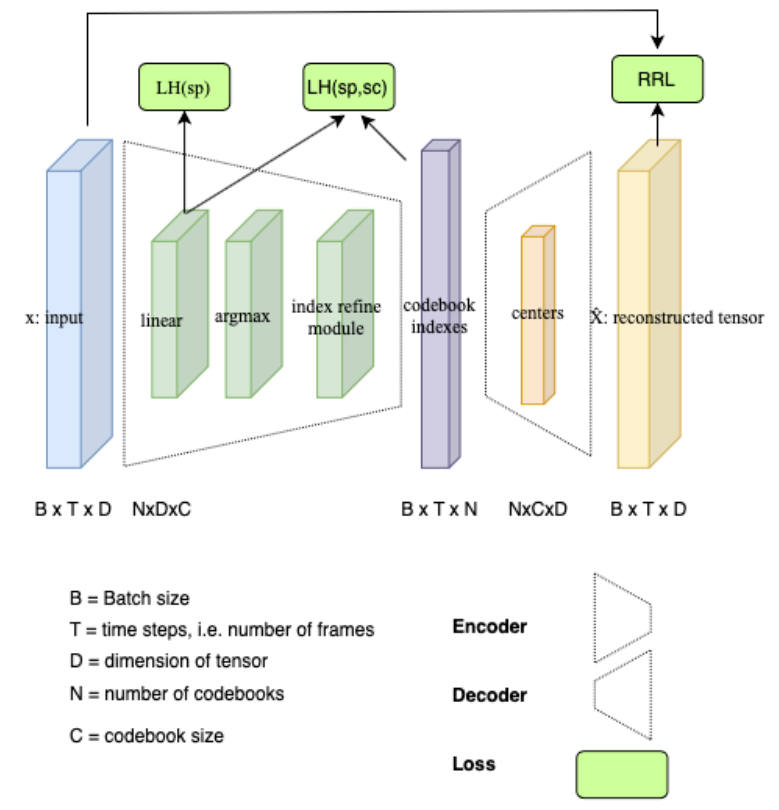 LH(sp)
LH(sp,sc)
RRL
x: input
linear
argmax
index refine
module
codebook
indexes
centers
X̂: reconstructed tensor
B x T x D
NxDxC
B x T x N
NxCxD
B x T x D
B = Batch size
T = time steps, i.e. number of frames
D = dimension of tensor
N = number of codebooks
C = codebook size
Encoder
Decoder
Loss